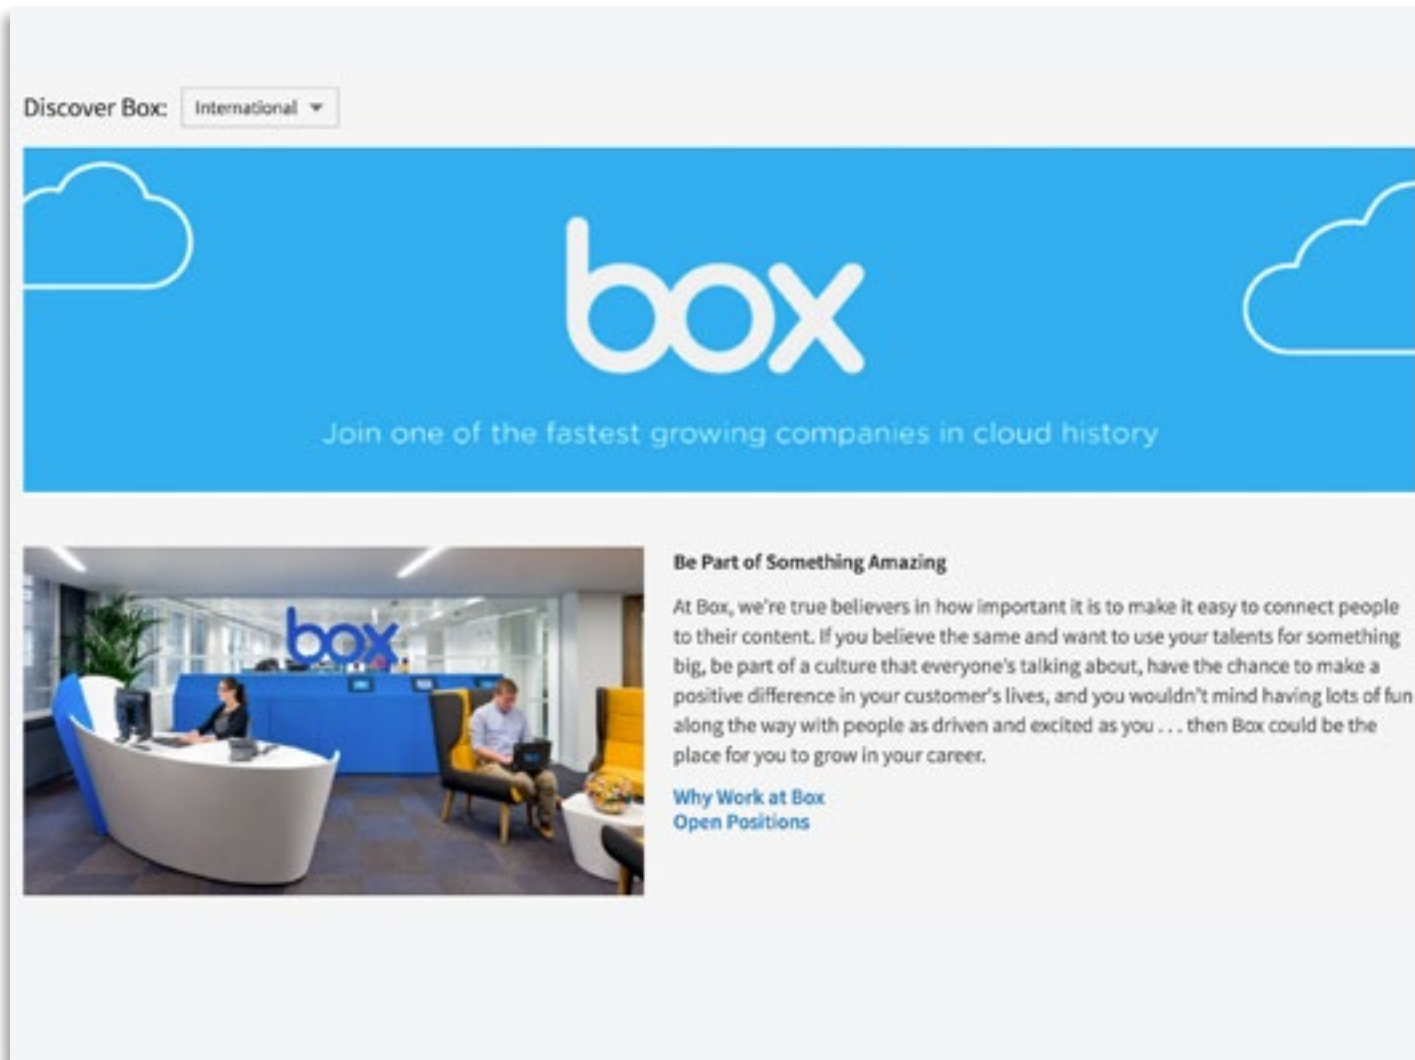 Discover Box: International
box
Join one of the fastest growing companies in cloud history
box
Be Part of Something Amazing
At Box, we're true believers in how important it is to make it easy to connect people
to their content. If you believe the same and want to use your talents for something
big, be part of a culture that everyone's talking about, have the chance to make a
positive difference in your customer's lives, and you wouldn't mind having lots of fun
along the way with people as driven and excited as you . . . then Box could be the
place for you to grow in your career.
Why Work at Box
Open Positions